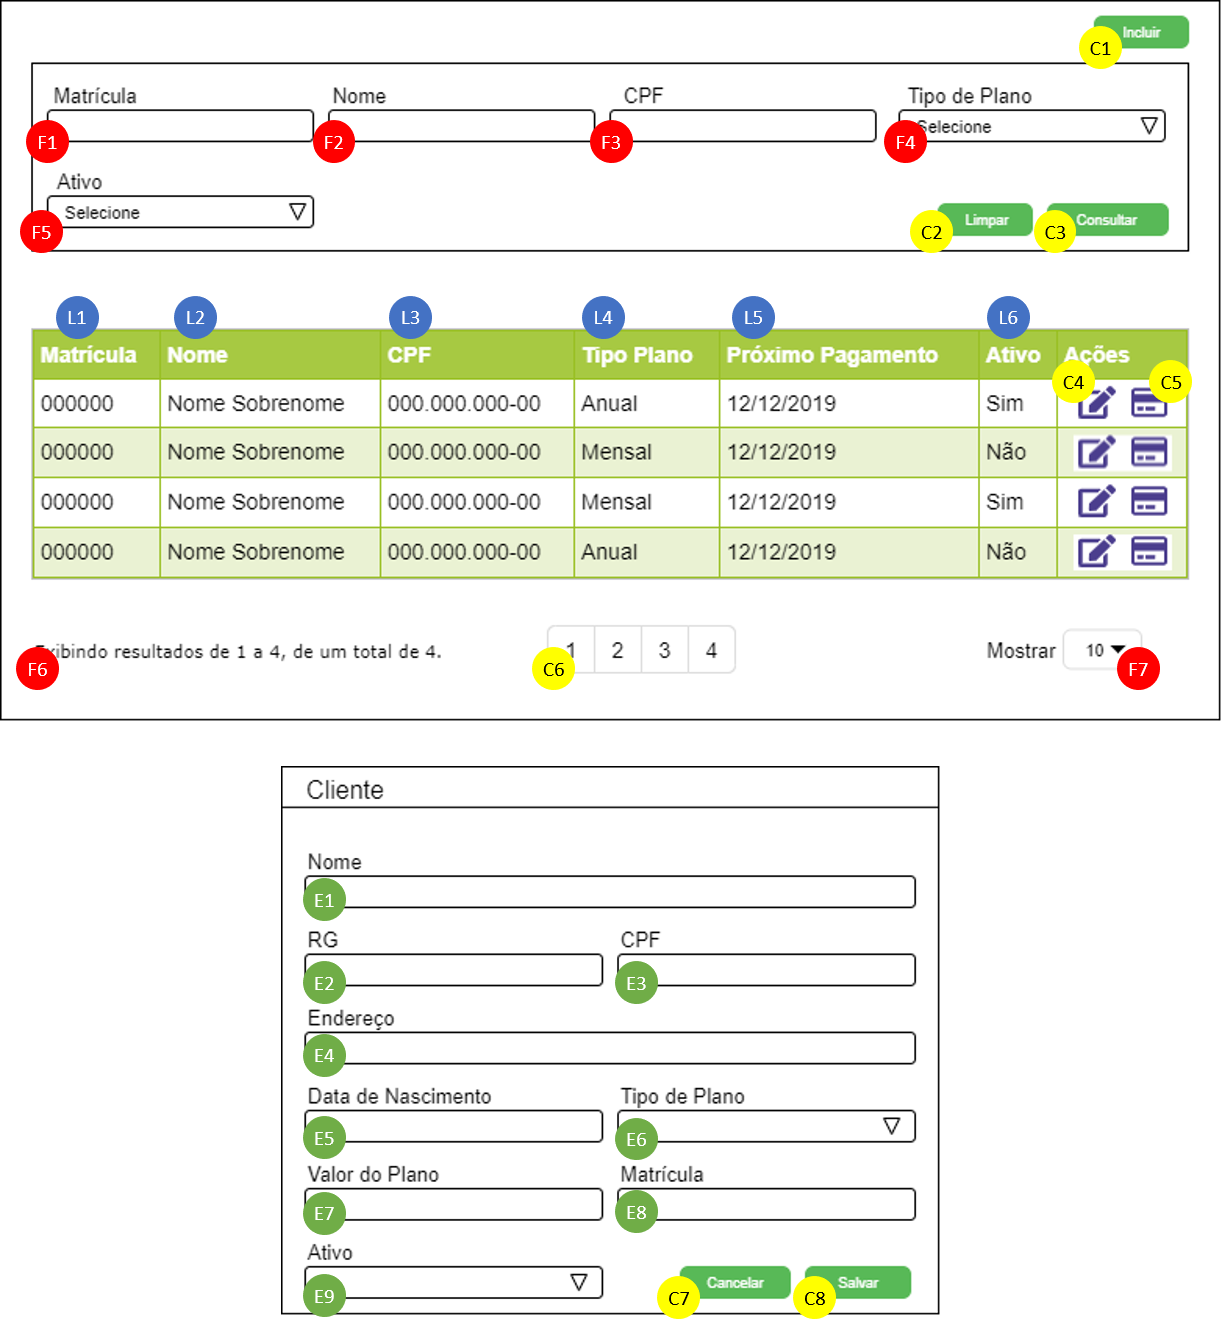 Incluir
C1
Matrícula Nome CPF Tipo de Plano
F1 F2 F3 F4 Selecione
Ativo
Selecione
F5 C2 Limpar C3 Consultar
L1 L2 L3 L4 L5 L6
Matrícula Nome CPF Tipo Plano Próximo Pagamento Ativo Ações
C4 C5
000000 Nome Sobrenome 000.000.000-00 Anual 12/12/2019 Sim
000000 Nome Sobrenome 000.000.000-00 Mensal 12/12/2019 Não
000000 Nome Sobrenome 000.000.000-00 Mensal 12/12/2019 Sim
000000 Nome Sobrenome 000.000.000-00 Anual 12/12/2019 Não
Exibindo resultados de 1 a 4, de um total de 4. 1 2 3 4 Mostrar 10
F6 C6 F7
Cliente
Nome
E1
RG CPF
E2 E3
Endereço
E4
Data de Nascimento Tipo de Plano
E5 E6
Valor do Plano Matrícula
E7 E8
Ativo
E9 C7 Cancelar C8 Salvar